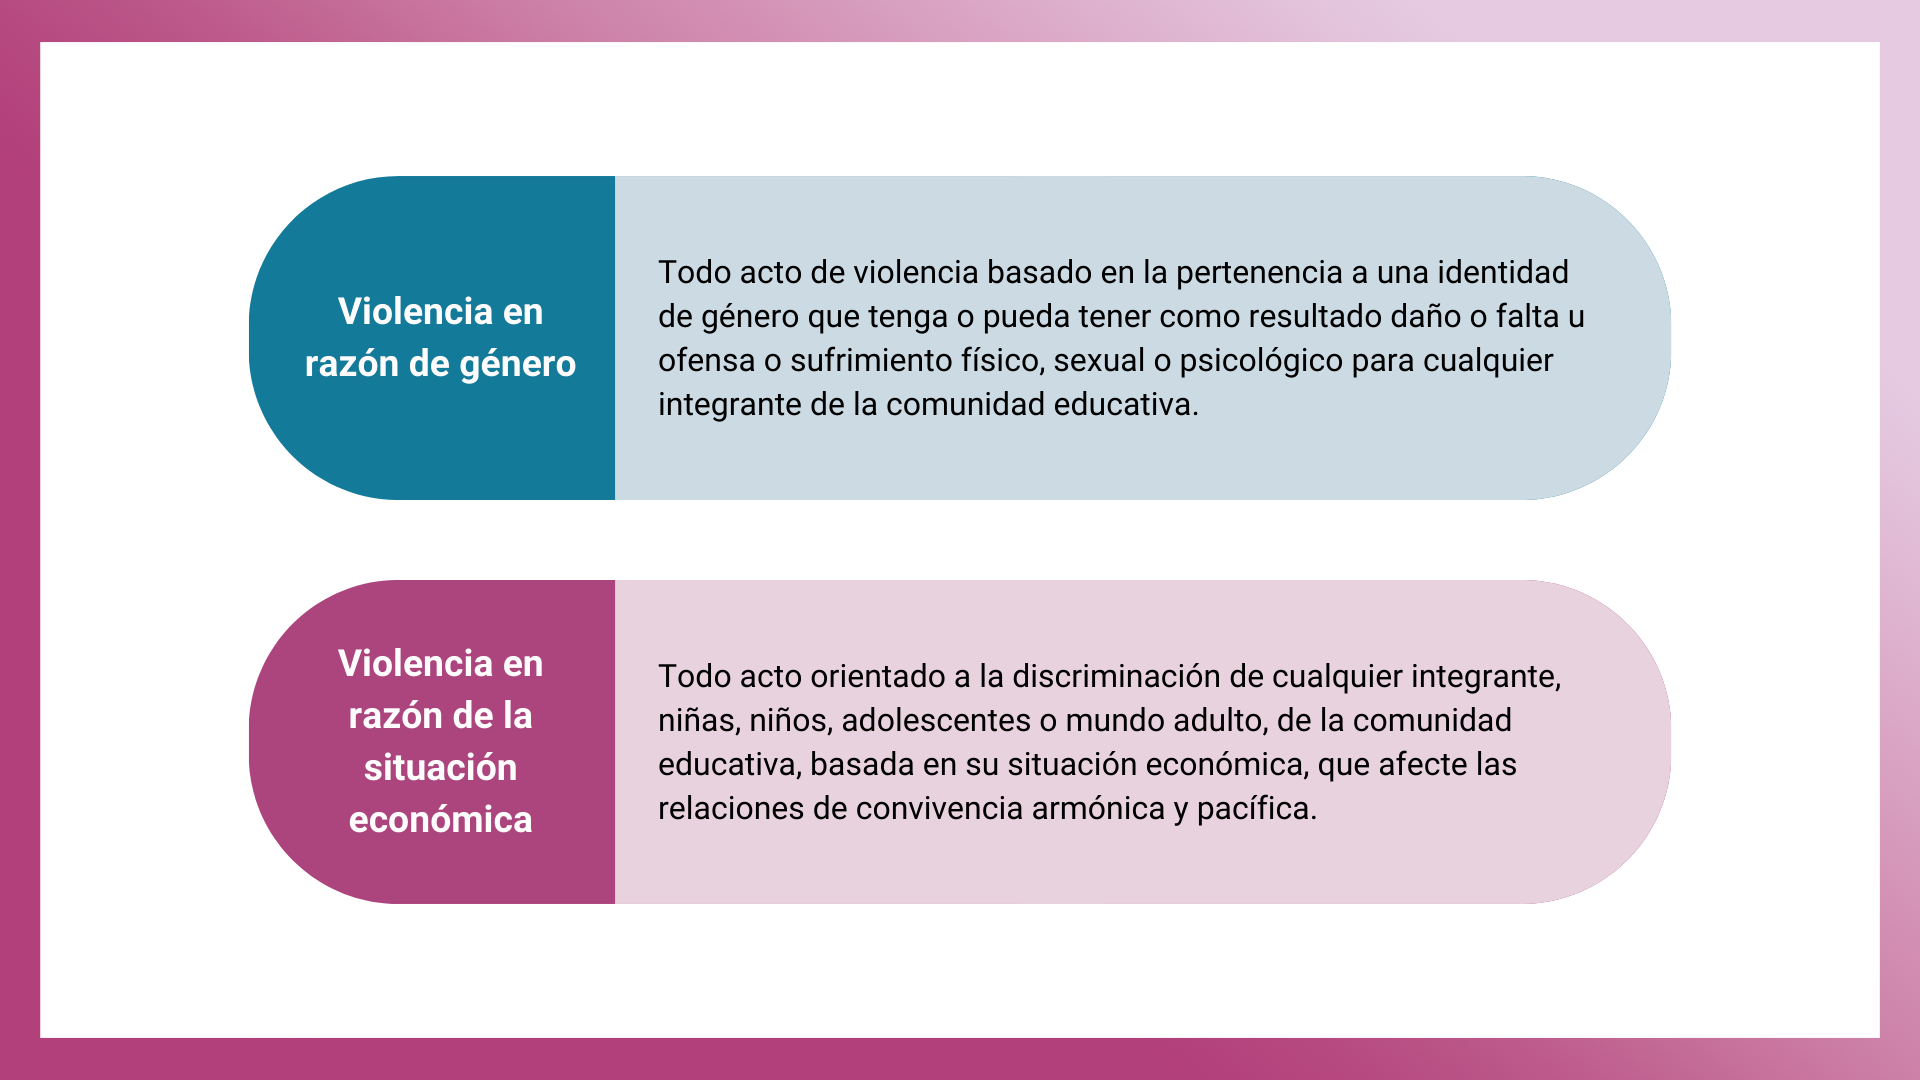 Violencia en
razón de género
Todo acto de violencia basado en la pertenencia a una identidad
de género que tenga o pueda tener como resultado daño o falta u
ofensa o sufrimiento físico, sexual o psicológico para cualquier
integrante de la comunidad educativa.
Violencia en
razón de la
situación
económica
Todo acto orientado a la discriminación de cualquier integrante,
niñas, niños, adolescentes o mundo adulto, de la comunidad
educativa, basada en su situación económica, que afecte las
relaciones de convivencia armónica y pacífica.